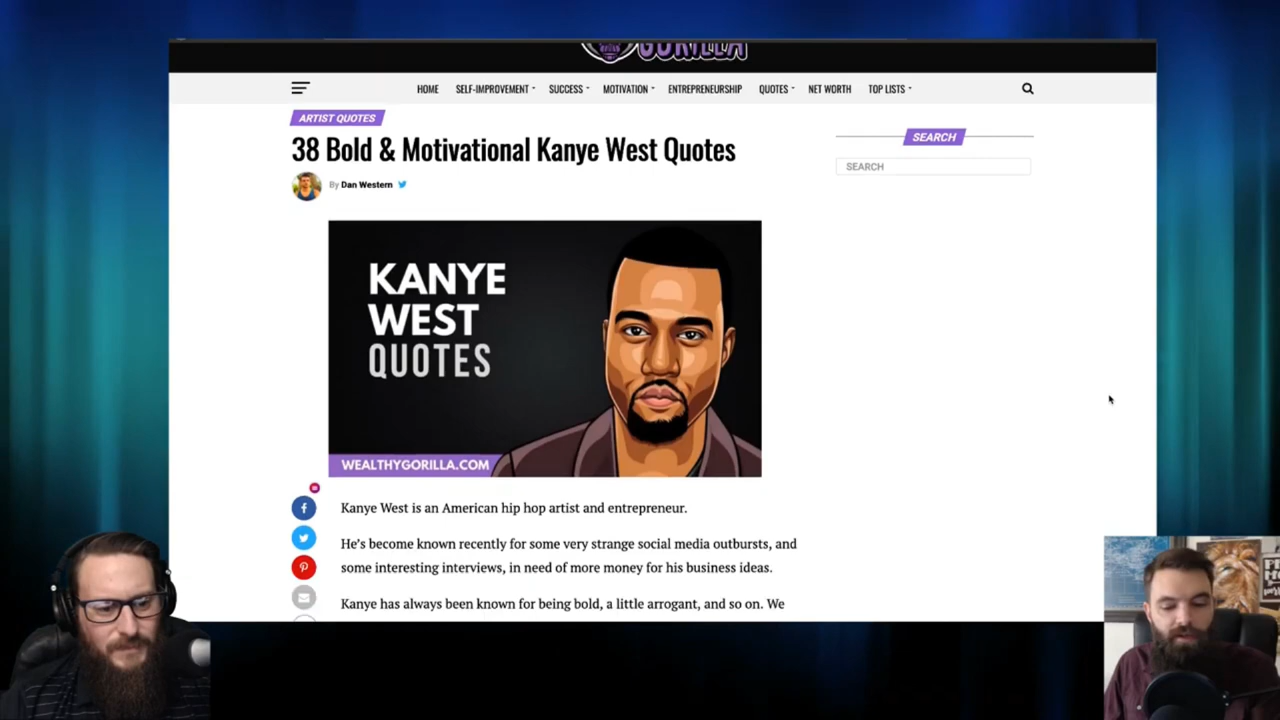 GORILLA
HOME SELF-IMPROVEMENT SUCCESS MOTIVATION ENTREPRENEURSHIP QUOTES NET WORTH TOP LISTS
ARTIST QUOTES
38 Bold & Motivational Kanye West Quotes
By Dan Western
SEARCH
SEARCH
KANYE
WEST
QUOTES
WEALTHYGORILLA.COM
Kanye West is an American hip hop artist and entrepreneur.
He's become known recently for some very strange social media outbursts, and
some interesting interviews, in need of more money for his business ideas.
Kanye has always been known for being bold, a little arrogant, and so on. We